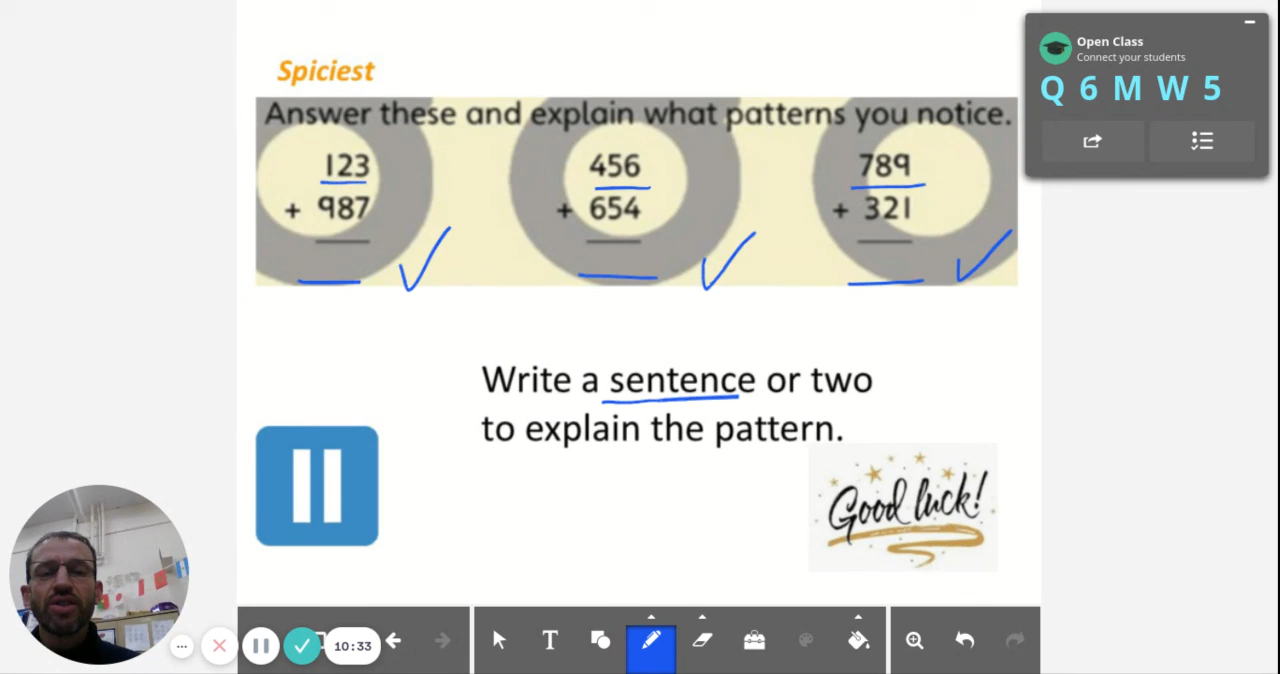 Spiciest
Answer these and explain what patterns you notice.
123
+ 987
456
+ 654
789
+ 321
Write a sentence or two
to explain the pattern.
Good luck!
Open Class
Connect your students
Q 6 M W 5
10:33
T